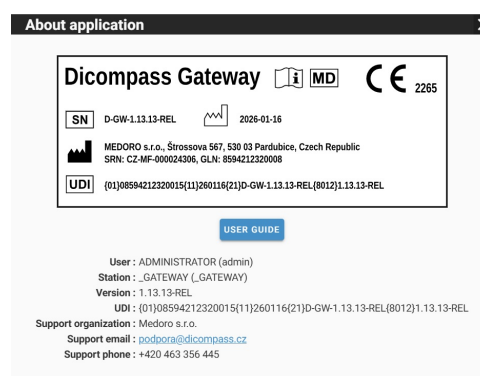 About application
Dicompass Gateway i MD CE 2265
SN D-GW-1.13.13-REL 2026-01-16
MEDORO s.r.o., Štrossova 567, 530 03 Pardubice, Czech Republic
SRN: CZ-MF-000024306, GLN: 8594212320008
UDI {01}08594212320015{11}260116{21}D-GW-1.13.13-REL{8012}1.13.13-REL
USER GUIDE
User : ADMINISTRATOR (admin)
Station : _GATEWAY (_GATEWAY)
Version : 1.13.13-REL
UDI : {01}08594212320015{11}260116{21}D-GW-1.13.13-REL{8012}1.13.13-REL
Support organization : Medoro s.r.o.
Support email : podpora@dicompass.cz
Support phone : +420 463 356 445